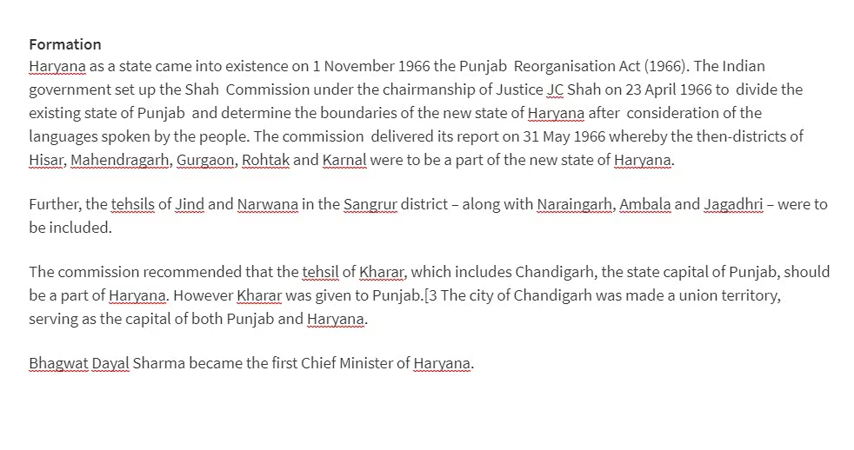 Formation
Haryana as a state came into existence on 1 November 1966 the Punjab  Reorganisation Act (1966). The Indian
government set up the Shah  Commission under the chairmanship of Justice JC Shah on 23 April 1966 to  divide the
existing state of Punjab  and determine the boundaries of the new state of Haryana after  consideration of the
languages spoken by the people. The commission  delivered its report on 31 May 1966 whereby the then-districts of
Hisar, Mahendragarh, Gurgaon, Rohtak and Karnal were to be a part of the new state of Haryana.
Further, the tehsils of Jind and Narwana in the Sangrur district – along with Naraingarh, Ambala and Jagadhri – were to
be included.
The commission recommended that the tehsil of Kharar, which includes Chandigarh, the state capital of Punjab, should
be a part of Haryana. However Kharar was given to Punjab.[3 The city of Chandigarh was made a union territory,
serving as the capital of both Punjab and Haryana.
Bhagwat Dayal Sharma became the first Chief Minister of Haryana.